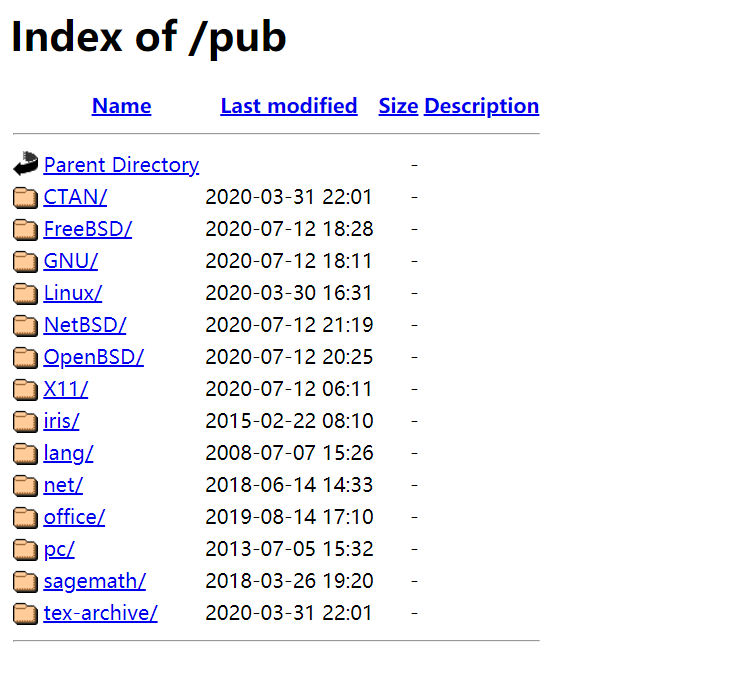 Index of /pub
Name Last modified Size Description
Parent Directory -
CTAN/ 2020-03-31 22:01 -
FreeBSD/ 2020-07-12 18:28 -
GNU/ 2020-07-12 18:11 -
Linux/ 2020-03-30 16:31 -
NetBSD/ 2020-07-12 21:19 -
OpenBSD/ 2020-07-12 20:25 -
X11/ 2020-07-12 06:11 -
iris/ 2015-02-22 08:10 -
lang/ 2008-07-07 15:26 -
net/ 2018-06-14 14:33 -
office/ 2019-08-14 17:10 -
pc/ 2013-07-05 15:32 -
sagemath/ 2018-03-26 19:20 -
tex-archive/ 2020-03-31 22:01 -